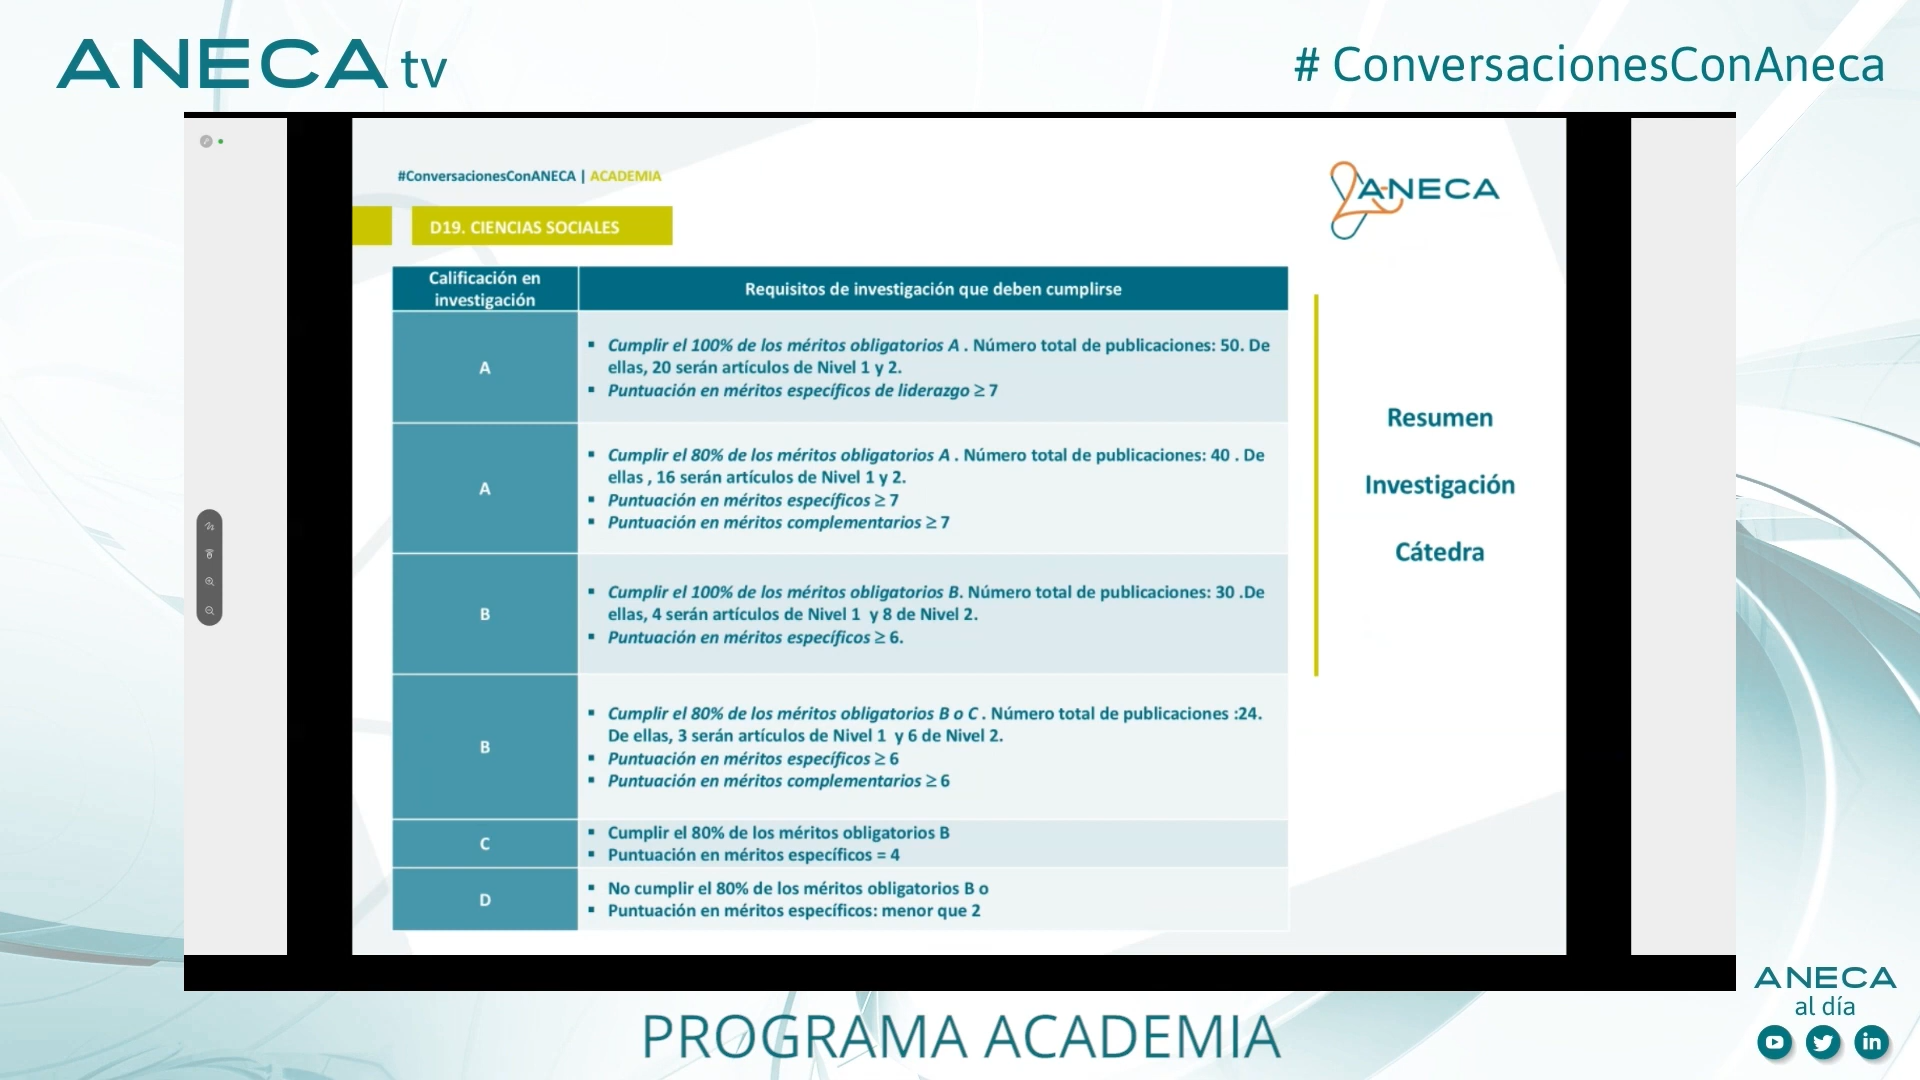 ANECA tv
# ConversacionesConAneca
#ConversacionesConANECA | ACADEMIA
ANECA
D19. CIENCIAS SOCIALES
Calificación en
investigación
Requisitos de investigación que deben cumplirse
A
▪ Cumplir el 100% de los méritos obligatorios A . Número total de publicaciones: 50. De
ellas, 20 serán artículos de Nivel 1 y 2.
▪ Puntuación en méritos específicos de liderazgo ≥ 7
A
▪ Cumplir el 80% de los méritos obligatorios A . Número total de publicaciones: 40 . De
ellas , 16 serán artículos de Nivel 1 y 2.
▪ Puntuación en méritos específicos ≥ 7
▪ Puntuación en méritos complementarios ≥ 7
B
▪ Cumplir el 100% de los méritos obligatorios B. Número total de publicaciones: 30 .De
ellas, 4 serán artículos de Nivel 1 y 8 de Nivel 2.
▪ Puntuación en méritos específicos ≥ 6.
B
▪ Cumplir el 80% de los méritos obligatorios B o C . Número total de publicaciones :24.
De ellas, 3 serán artículos de Nivel 1 y 6 de Nivel 2.
▪ Puntuación en méritos específicos ≥ 6
▪ Puntuación en méritos complementarios ≥ 6
C
▪ Cumplir el 80% de los méritos obligatorios B
▪ Puntuación en méritos específicos = 4
D
▪ No cumplir el 80% de los méritos obligatorios B o
▪ Puntuación en méritos específicos: menor que 2
Resumen
Investigación
Cátedra
PROGRAMA ACADEMIA
ANECA
al día
in